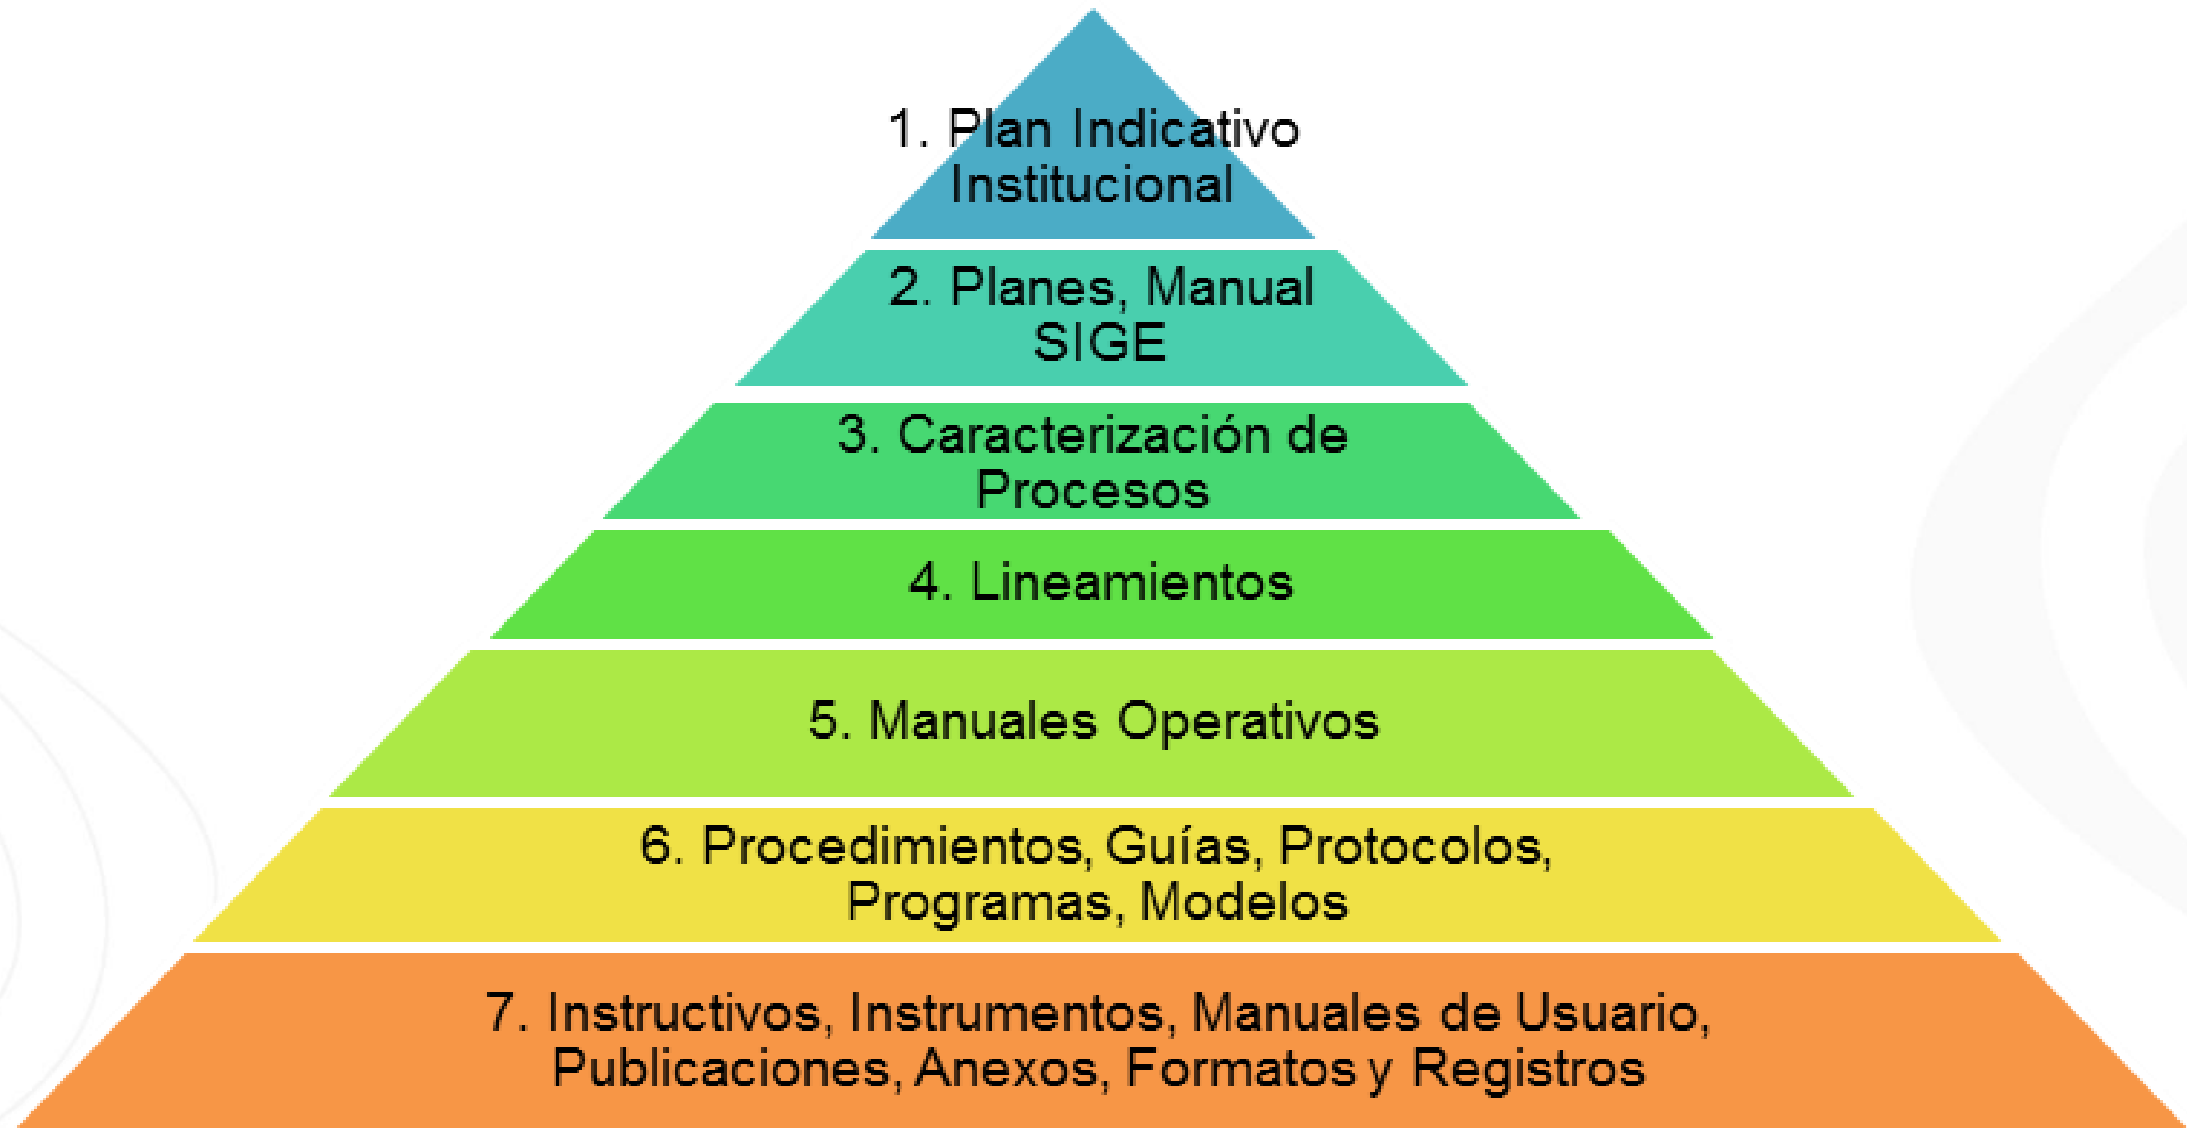 1. Plan Indicativo
Institucional
2. Planes, Manual
SIGE
3. Caracterización de
Procesos
4. Lineamientos
5. Manuales Operativos
6. Procedimientos, Guías, Protocolos,
Programas, Modelos
7. Instructivos, Instrumentos, Manuales de Usuario,
Publicaciones, Anexos, Formatos y Registros